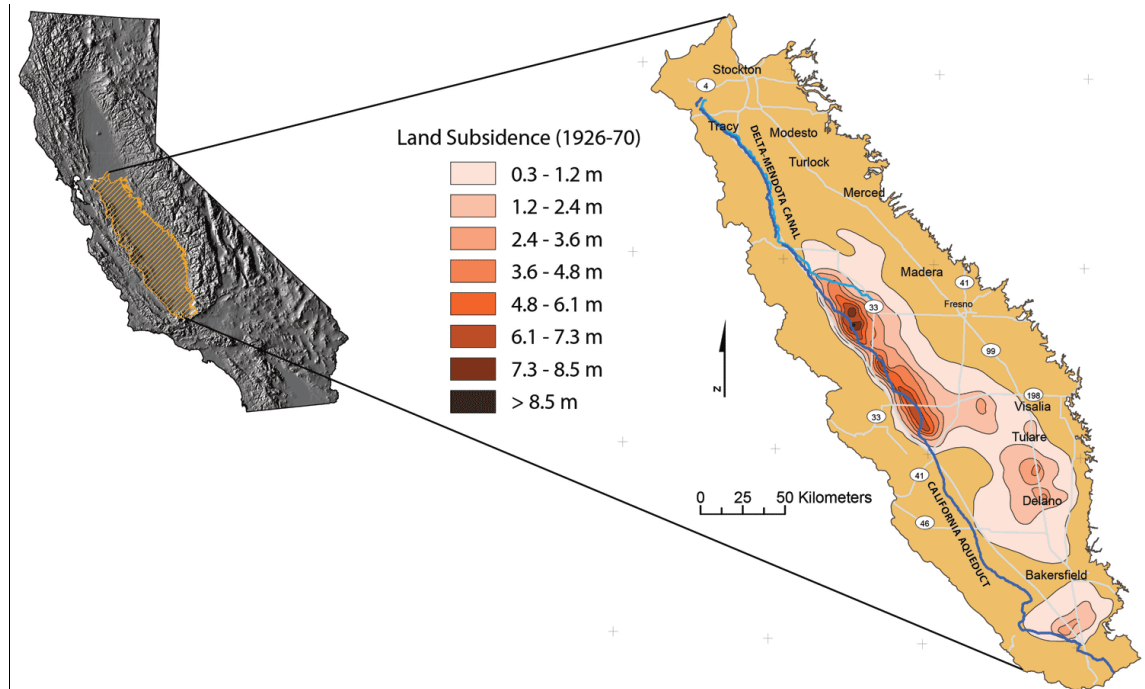 Land Subsidence (1926-70)
0.3 - 1.2 m
1.2 - 2.4 m
2.4 - 3.6 m
3.6 - 4.8 m
4.8 - 6.1 m
6.1 - 7.3 m
7.3 - 8.5 m
> 8.5 m
Stockton
4
Tracy
Modesto
DELTA-MENDOTA CANAL
Turlock
Merced
Madera
41
Fresno
33
99
N
198
Visalia
33
Tulare
41
0 25 50 Kilometers
Delano
46
CALIFORNIA AQUEDUCT
Bakersfield